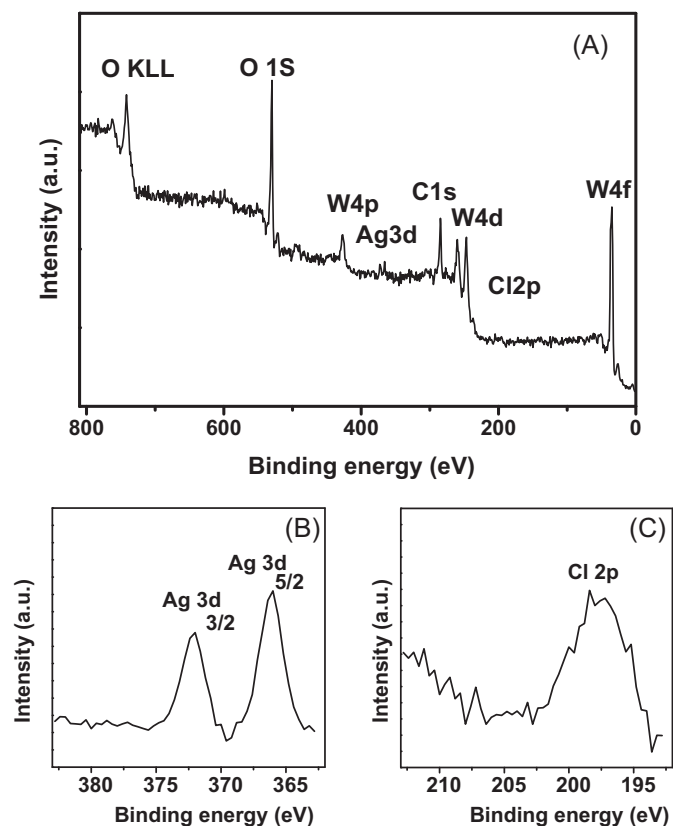 (A)
O KLL
O 1S
W4p
Ag3d
C1s
W4d
Cl2p
W4f
Intensity (a.u.)
800 600 400 200 0
Binding energy (eV)
(B)
Ag 3d 3/2
Ag 3d 5/2
Intensity (a.u.)
380 375 370 365
Binding energy (eV)
(C)
Cl 2p
Intensity (a.u.)
210 205 200 195
Binding energy (eV)